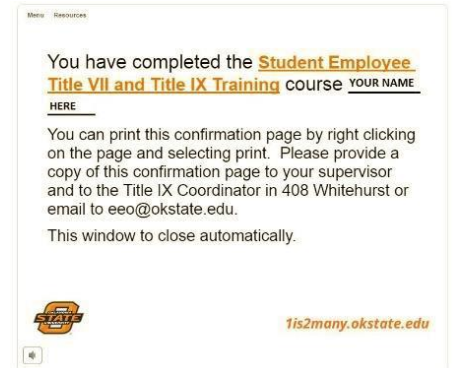 Menu Resources
You have completed the Student Employee
Title VII and Title IX Training course YOUR NAME
HERE
You can print this confirmation page by right clicking
on the page and selecting print. Please provide a
copy of this confirmation page to your supervisor
and to the Title IX Coordinator in 408 Whitehurst or
email to eeo@okstate.edu.
This window to close automatically.
STATE
1is2many.okstate.edu